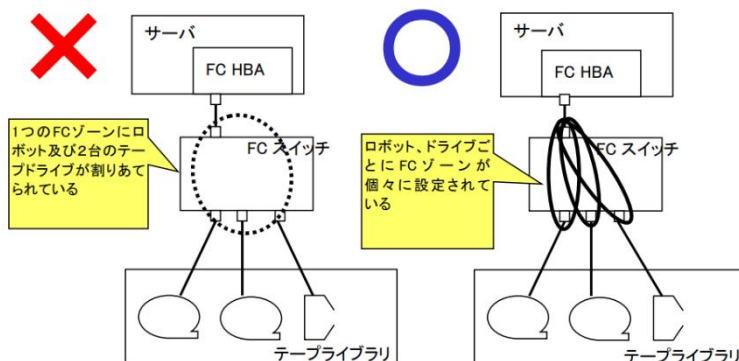 サーバ
FC HBA
1つのFCゾーンにロ
ボット及び2台のテー
プドライブが割りあて
られている
FC スイッチ
テープライブラリ
サーバ
FC HBA
ロボット、ドライブご
とにFC ゾーンが
個々に設定されて
いる
FC スイッチ
テープライブラリ